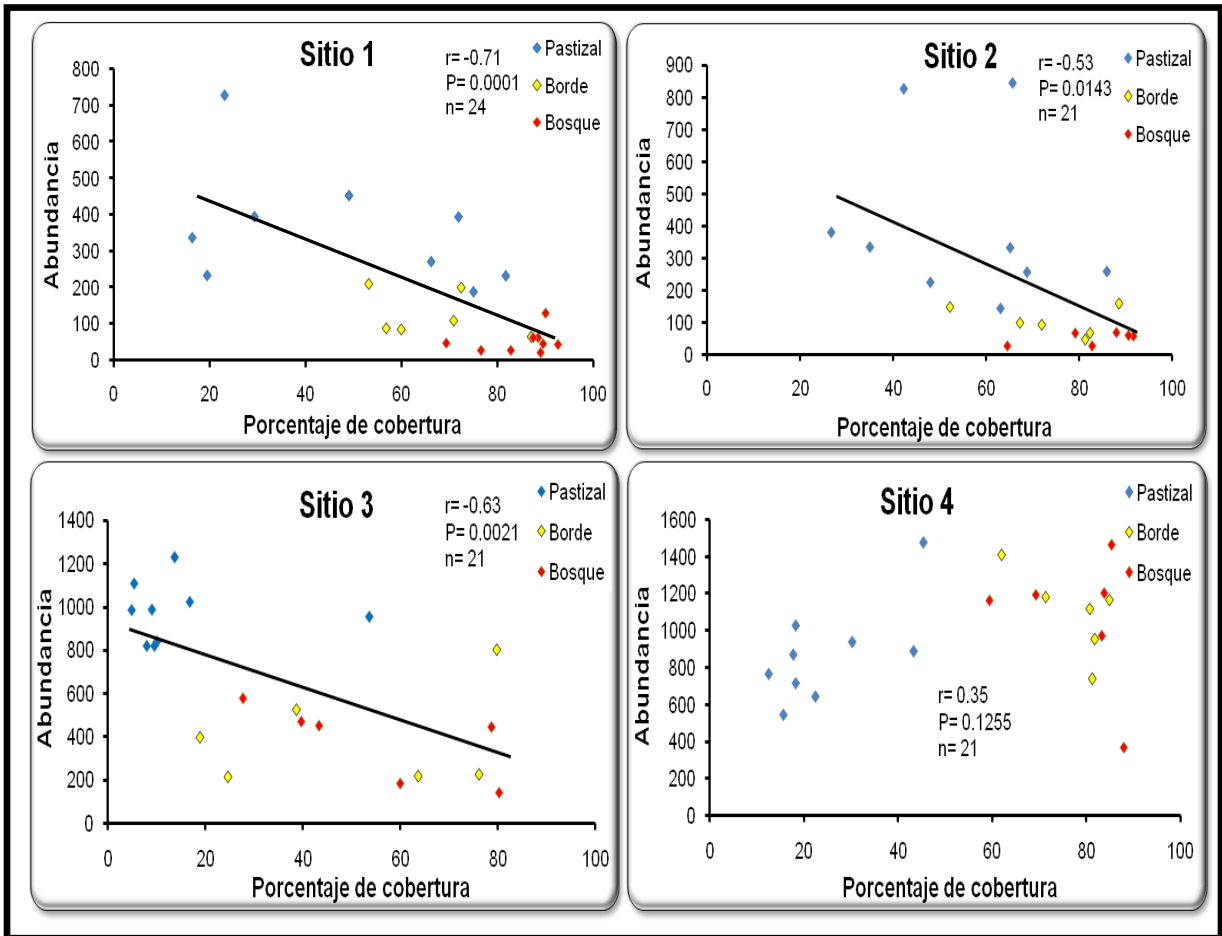 Sitio 1
r= -0.71
P= 0.0001
n= 24
Pastizal
Borde
Bosque
Abundancia
800
700
600
500
400
300
200
100
0
0 20 40 60 80 100
Porcentaje de cobertura
Sitio 2
r= -0.53
P= 0.0143
n= 21
Pastizal
Borde
Bosque
Abundancia
900
800
700
600
500
400
300
200
100
0
0 20 40 60 80 100
Porcentaje de cobertura
Sitio 3
r= -0.63
P= 0.0021
n= 21
Pastizal
Borde
Bosque
Abundancia
1400
1200
1000
800
600
400
200
0
0 20 40 60 80 100
Porcentaje de cobertura
Sitio 4
Pastizal
Borde
Bosque
r= 0.35
P= 0.1255
n= 21
Abundancia
1600
1400
1200
1000
800
600
400
200
0
0 20 40 60 80 100
Porcentaje de cobertura